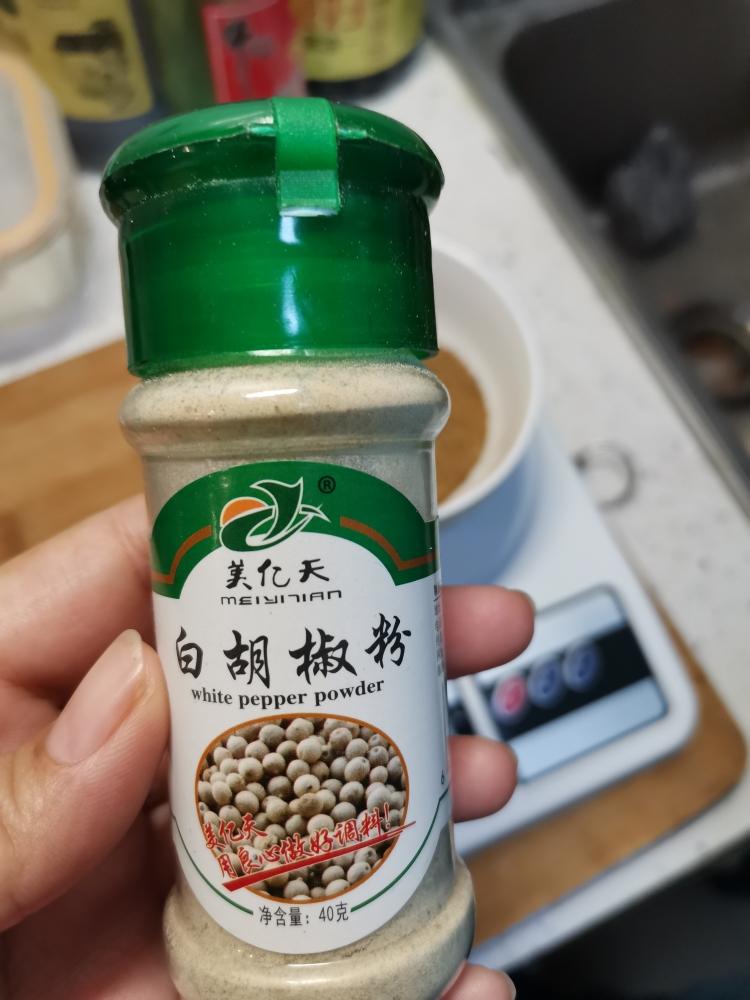 ®
美亿天
MEIYITIAN
白胡椒粉
white pepper powder
美亿天
用良心做好调料!
净含量：40克